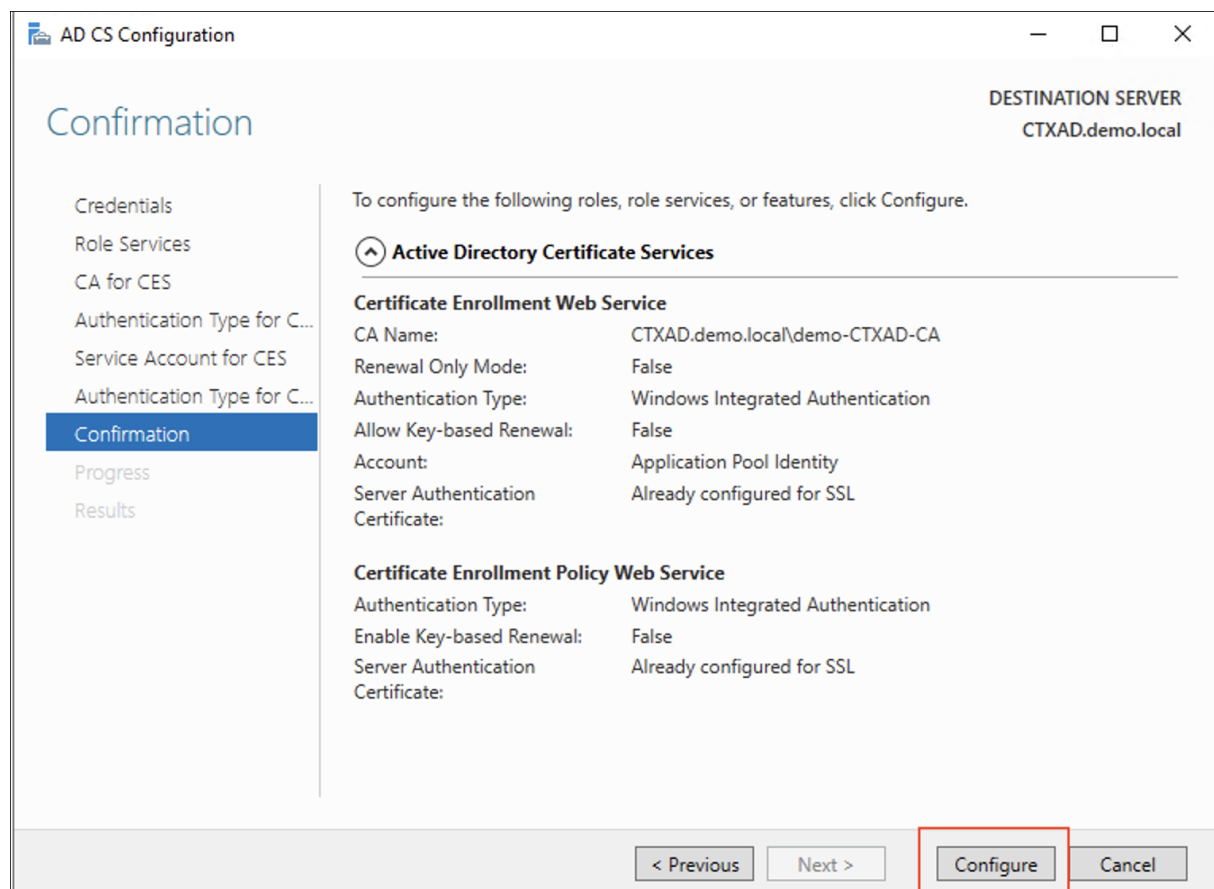 AD CS Configuration
Confirmation
DESTINATION SERVER
CTXAD.demo.local
Credentials
Role Services
CA for CES
Authentication Type for C...
Service Account for CES
Authentication Type for C...
Confirmation
Progress
Results
To configure the following roles, role services, or features, click Configure.
Active Directory Certificate Services
Certificate Enrollment Web Service
CA Name: CTXAD.demo.local\demo-CTXAD-CA
Renewal Only Mode: False
Authentication Type: Windows Integrated Authentication
Allow Key-based Renewal: False
Account: Application Pool Identity
Server Authentication Already configured for SSL
Certificate:
Certificate Enrollment Policy Web Service
Authentication Type: Windows Integrated Authentication
Enable Key-based Renewal: False
Server Authentication Already configured for SSL
Certificate:
< Previous Next > Configure Cancel